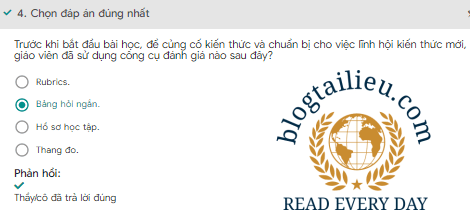 4. Chọn đáp án đúng nhất
Trước khi bắt đầu bài học, để củng cố kiến thức và chuẩn bị cho việc lĩnh hội kiến thức mới,
giáo viên đã sử dụng công cụ đánh giá nào sau đây?
Rubrics.
Bảng hỏi ngắn.
Hồ sơ học tập.
Thang đo.
Phản hồi:
Thầy/cô đã trả lời đúng
blogtailieu.com
READ EVERY DAY